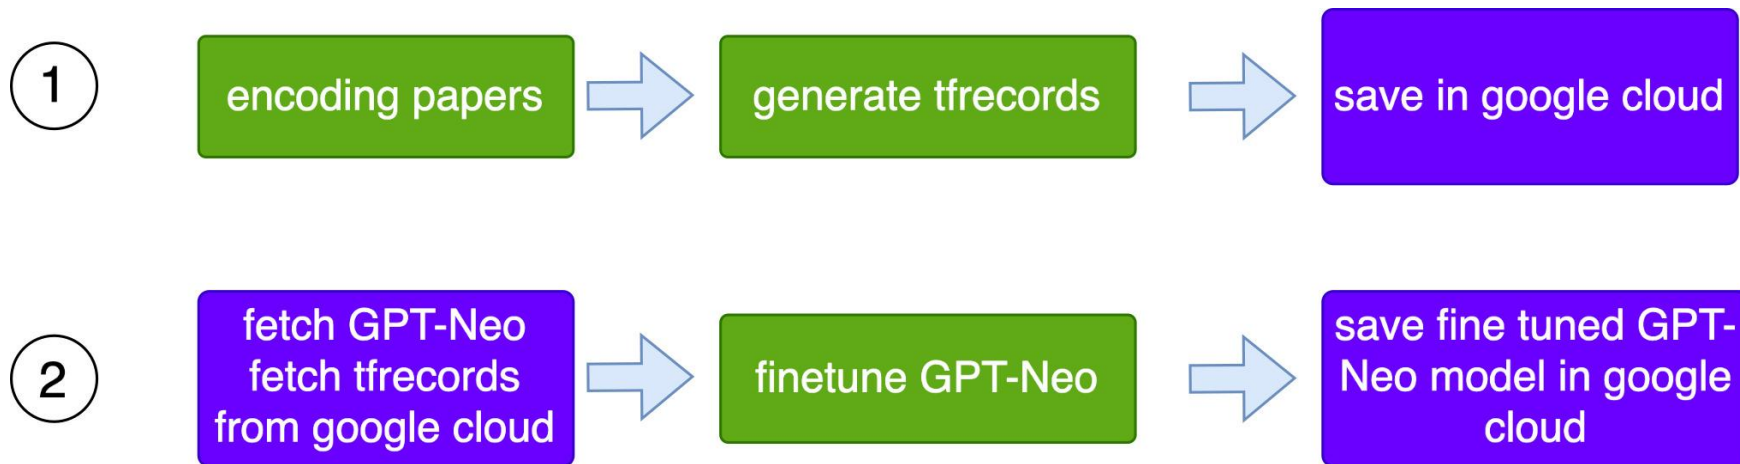 1
encoding papers
generate tfrecords
save in google cloud
2
fetch GPT-Neo
fetch tfrecords
from google cloud
finetune GPT-Neo
save fine tuned GPT-
Neo model in google
cloud